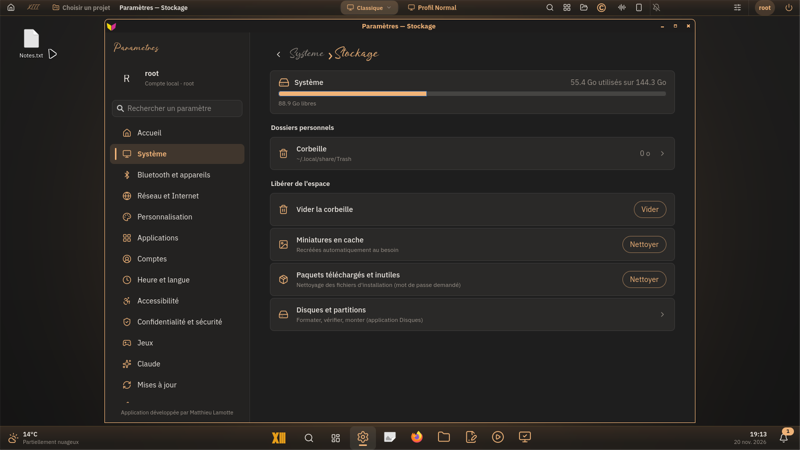 Choisir un projet
Paramètres — Stockage
Classique
Profil Normal
root
Notes.txt
Paramètres — Stockage
Paramètres
root
Compte local · root
Rechercher un paramètre
Accueil
Système
Bluetooth et appareils
Réseau et Internet
Personnalisation
Applications
Comptes
Heure et langue
Accessibilité
Confidentialité et sécurité
Jeux
Claude
Mises à jour
Application développée par Matthieu Lamotte
Système
Stockage
Système
55.4 Go utilisés sur 144.3 Go
88.9 Go libres
Dossiers personnels
Corbeille
~/.local/share/Trash
0 o
Libérer de l'espace
Vider la corbeille
Vider
Miniatures en cache
Recréées automatiquement au besoin
Nettoyer
Paquets téléchargés et inutiles
Nettoyage des fichiers d'installation (mot de passe demandé)
Nettoyer
Disques et partitions
Formater, vérifier, monter (application Disques)
14°C
Partiellement nuageux
XIII
19:13
20 nov. 2026
1